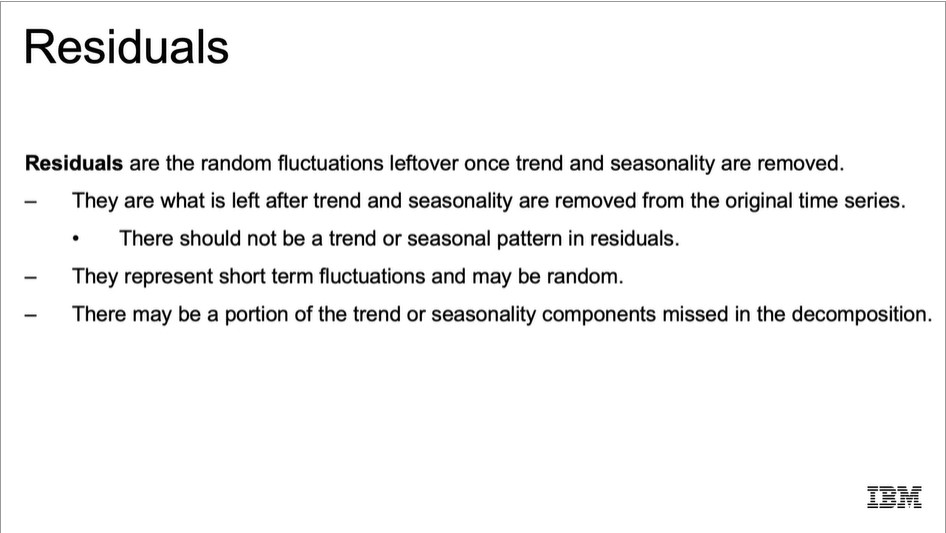 Residuals
Residuals are the random fluctuations leftover once trend and seasonality are removed.
– They are what is left after trend and seasonality are removed from the original time series.
• There should not be a trend or seasonal pattern in residuals.
– They represent short term fluctuations and may be random.
– There may be a portion of the trend or seasonality components missed in the decomposition.
IBM